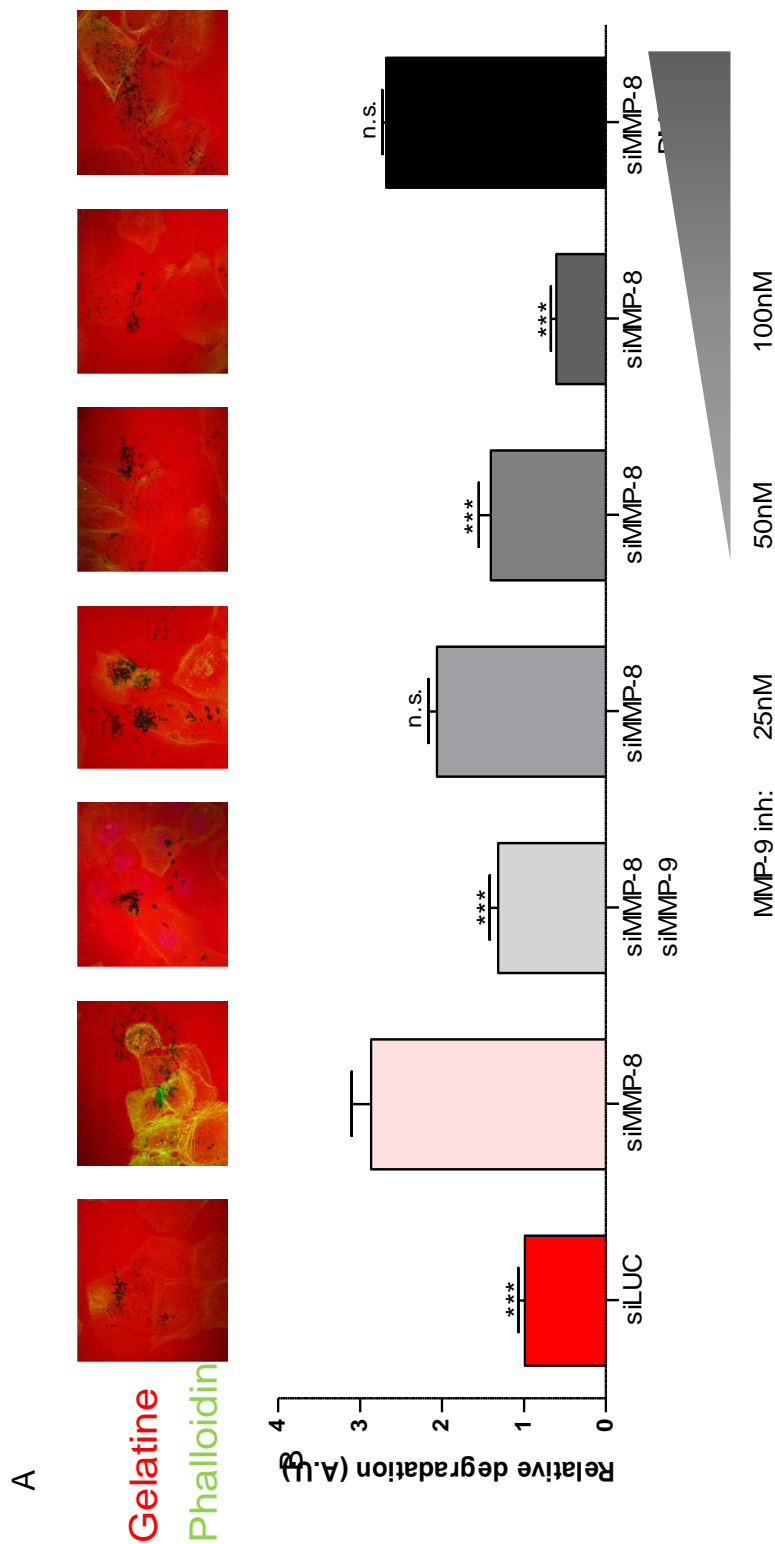 A
Gelatine
Phalloidin
B
Relative degradation (A.U)
4
3
2
1
0
***
***
n.s.
***
***
n.s.
siLUC
siMMP-8
siMMP-8
siMMP-9
siMMP-8
siMMP-8
siMMP-8
siMMP-8
MMP-9 inh:
25nM
50nM
100nM